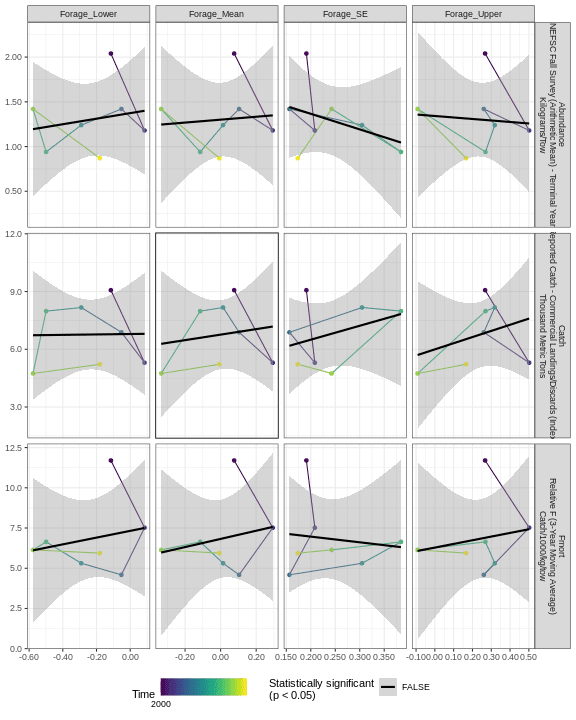 Forage_Lower
Forage_Mean
Forage_SE
Forage_Upper
2.00
1.50
1.00
0.50
Abundance
NEFSC Fall Survey (Arithmetic Mean) - Terminal Year
Kilograms/Tow
12.0
9.0
6.0
3.0
Catch
Reported Catch - Commercial Landings/Discards (Index
Thousand Metric Tons
12.5
10.0
7.5
5.0
2.5
0.0
Fmort
Relative F (3-Year Moving Average)
Catch/1000/kg/tow
-0.60 -0.40 -0.20 0.00
-0.20 0.00 0.20
0.150 0.200 0.250 0.300 0.350
-0.10 0.00 0.10 0.20 0.30 0.40 0.50
Time
2000
Statistically significant
(p < 0.05)
FALSE